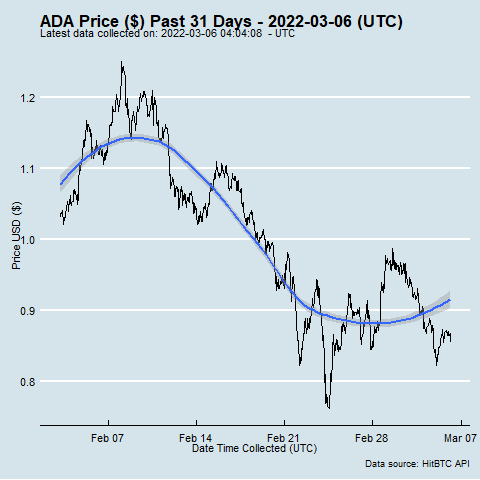 ADA Price ($) Past 31 Days - 2022-03-06 (UTC)
Latest data collected on: 2022-03-06 04:04:08  - UTC
Price USD ($)
1.2
1.1
1.0
0.9
0.8
Feb 07
Feb 14
Feb 21
Feb 28
Mar 07
Date Time Collected (UTC)
Data source: HitBTC API